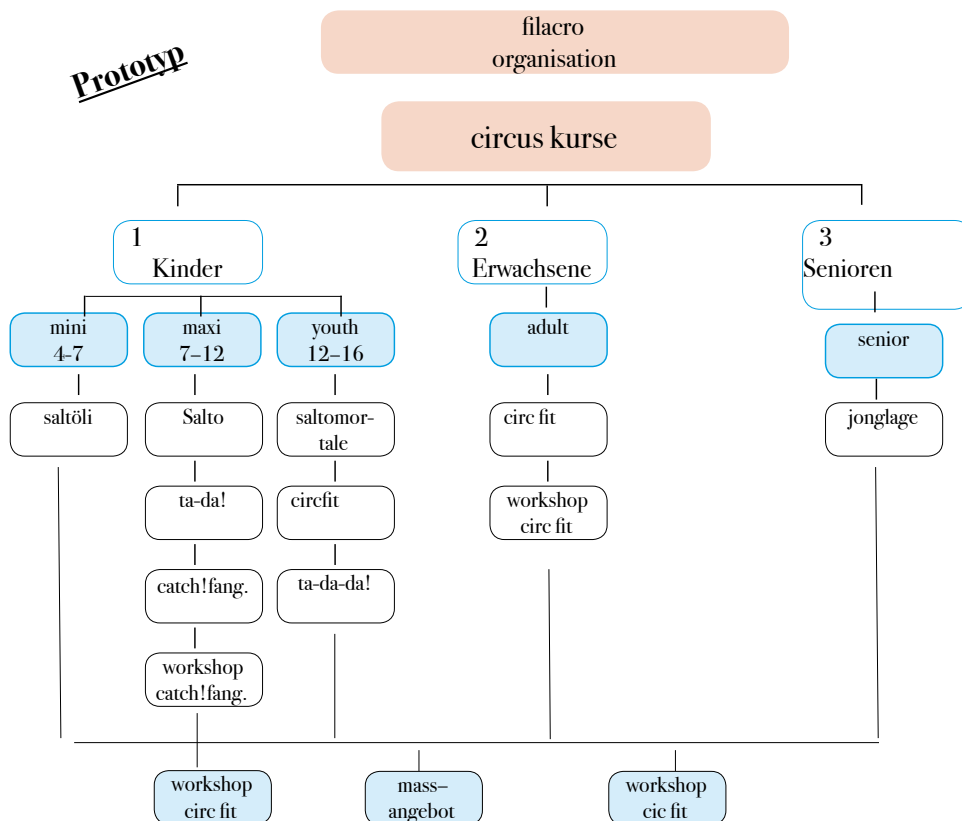 Prototyp
filacro
organisation
circus kurse
1
Kinder
2
Erwachsene
3
Senioren
mini
4-7
maxi
7–12
youth
12–16
adult
senior
saltöli
Salto
saltomor-
tale
circ fit
jonglage
ta-da!
circfit
workshop
circ fit
catch!fang.
ta-da-da!
workshop
catch!fang.
workshop
circ fit
mass–
angebot
workshop
cic fit